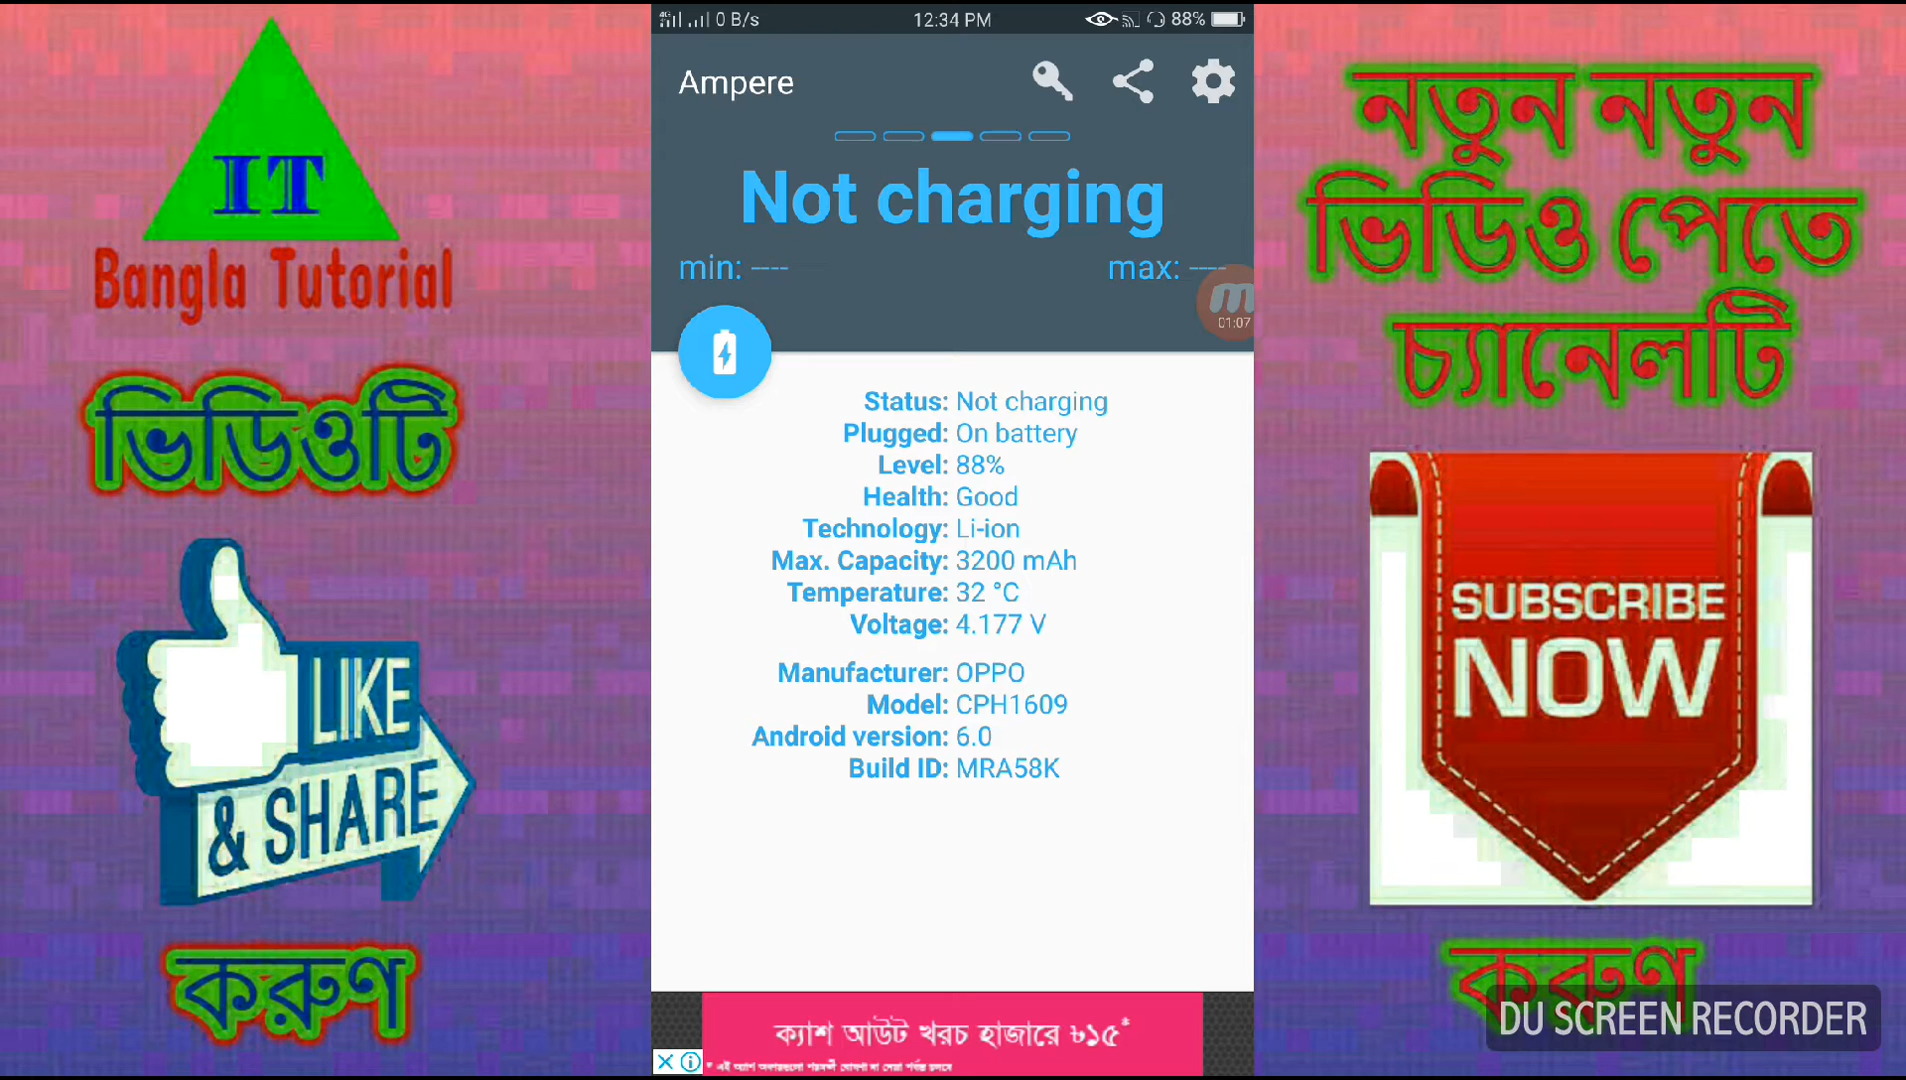 IT
Bangla Tutorial
ভিডিওটি
LIKE
& SHARE
করুণ
0 B/s
12:34 PM
88%
Ampere
Not charging
min: ----
max: ----
01:07
Status: Not charging
Plugged: On battery
Level: 88%
Health: Good
Technology: Li-ion
Max. Capacity: 3200 mAh
Temperature: 32 °C
Voltage: 4.177 V
Manufacturer: OPPO
Model: CPH1609
Android version: 6.0
Build ID: MRA58K
ক্যাশ আউট খরচ হাজারে ৳১৫*
নতুন নতুন
ভিডিও পেতে
চ্যানেলটি
SUBSCRIBE
NOW
করুণ
DU SCREEN RECORDER